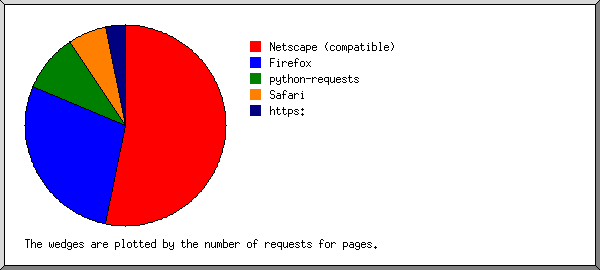 Netscape (compatible)
Firefox
python-requests
Safari
https:
The wedges are plotted by the number of requests for pages.